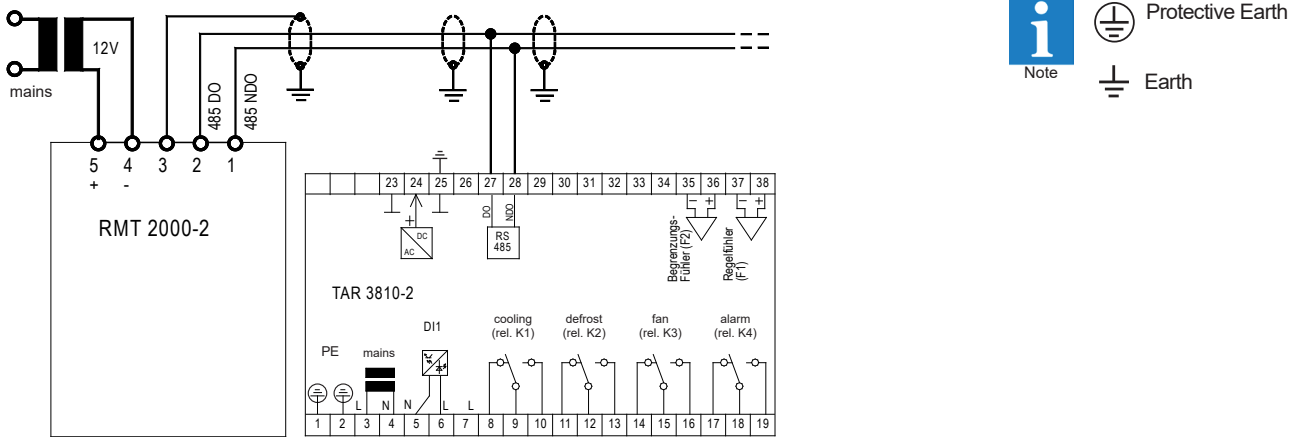 12V
mains
485 DO
485 NDO
5 4 3 2 1
+ -
RMT 2000-2
23 24 25 26 27 28 29 30 31 32 33 34 35 36 37 38
+
DC
AC
DO
NDO
RS
485
- +
- +
Begrenzungs-
Fühler (F2)
Regelfühler
(F1)
TAR 3810-2
DI1
cooling
(rel. K1)
defrost
(rel. K2)
fan
(rel. K3)
alarm
(rel. K4)
PE
mains
L N N L L
1 2 3 4 5 6 7 8 9 10 11 12 13 14 15 16 17 18 19
i
Note
Protective Earth
Earth